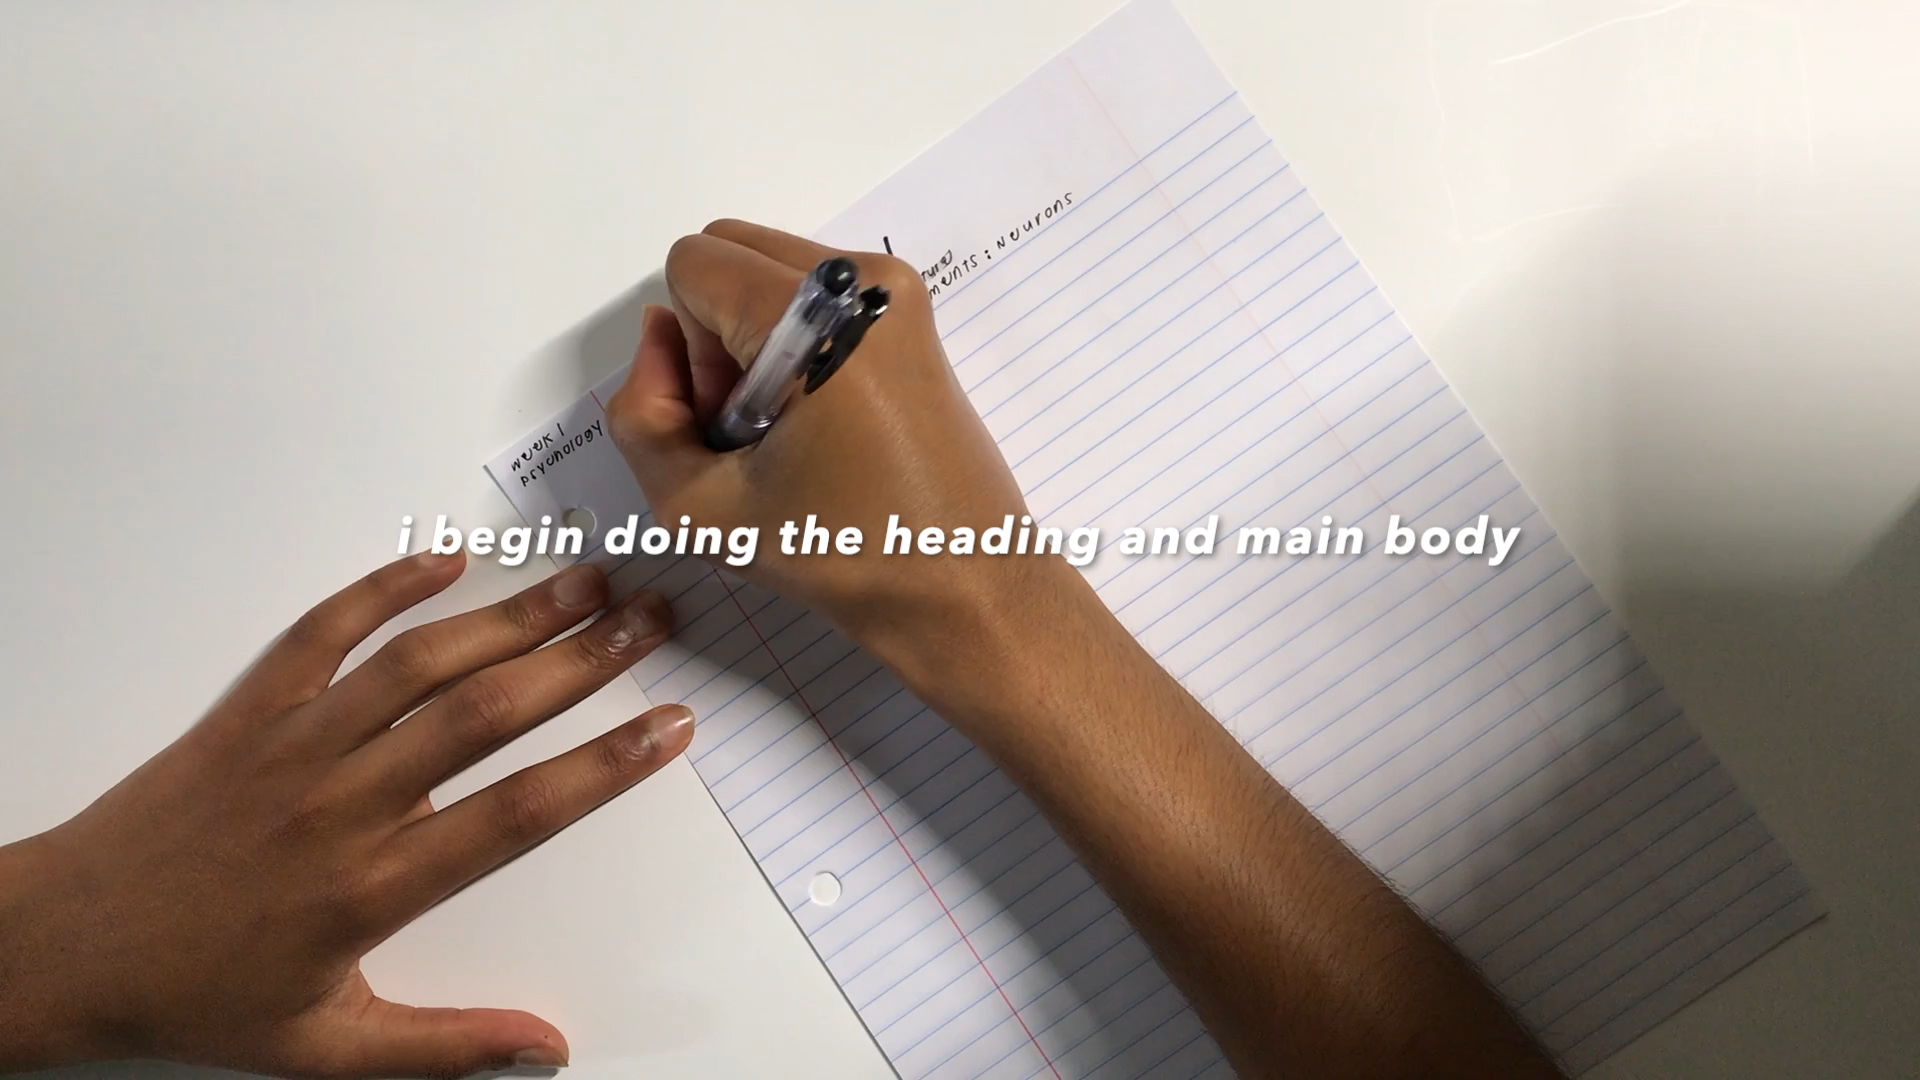 week 1
psychology
ments: Neurons
i begin doing the heading and main body